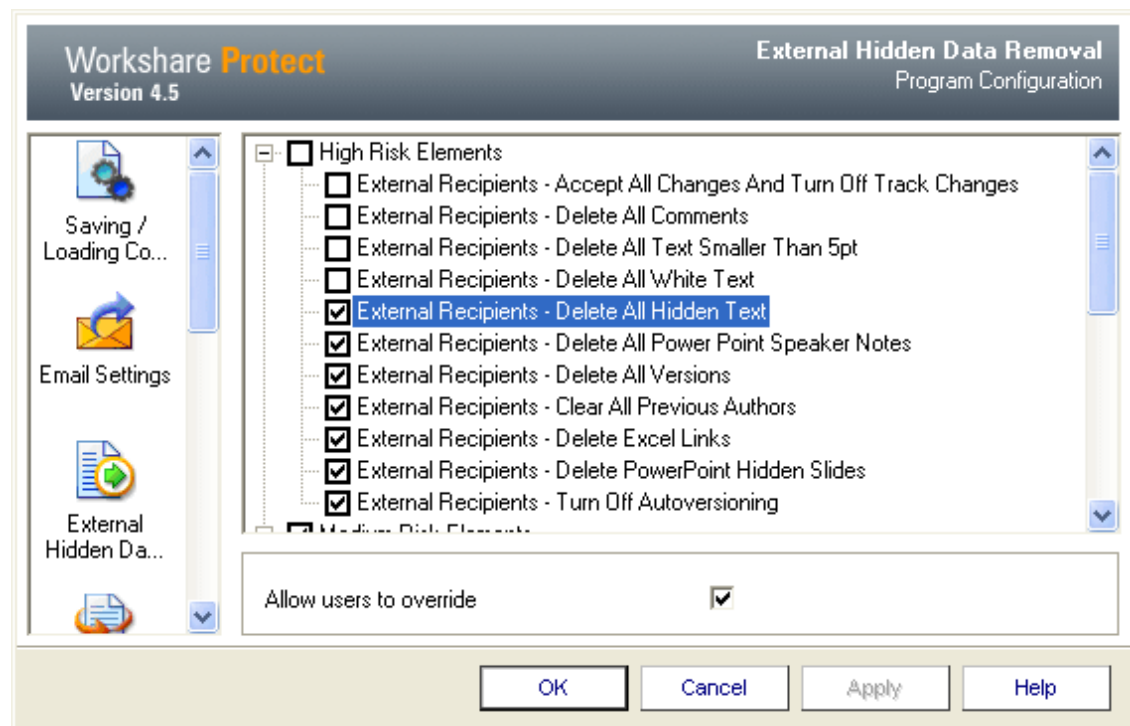 Workshare Protect
Version 4.5
External Hidden Data Removal
Program Configuration
Saving /
Loading Co...
Email Settings
External
Hidden Da...
High Risk Elements
External Recipients - Accept All Changes And Turn Off Track Changes
External Recipients - Delete All Comments
External Recipients - Delete All Text Smaller Than 5pt
External Recipients - Delete All White Text
External Recipients - Delete All Hidden Text
External Recipients - Delete All Power Point Speaker Notes
External Recipients - Delete All Versions
External Recipients - Clear All Previous Authors
External Recipients - Delete Excel Links
External Recipients - Delete PowerPoint Hidden Slides
External Recipients - Turn Off Autoversioning
Medium Risk Elements
Allow users to override
OK
Cancel
Apply
Help